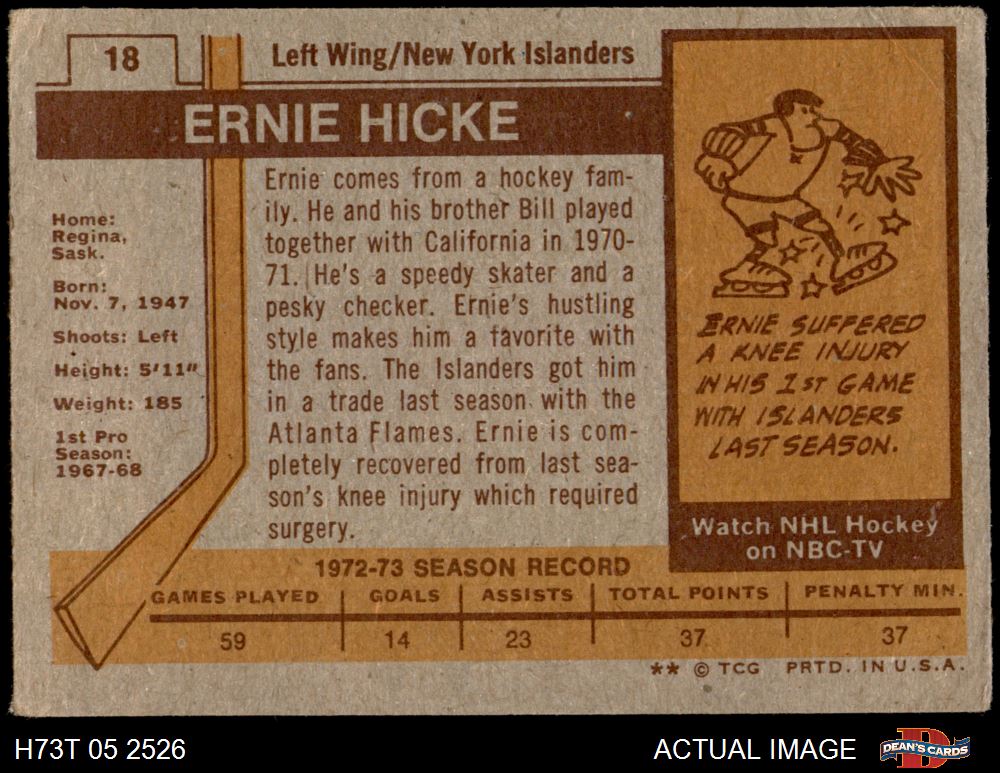 18
Left Wing/New York Islanders
ERNIE HICKE
Home:
Regina,
Sask.
Born:
Nov. 7, 1947
Shoots: Left
Height: 5'11"
Weight: 185
1st Pro
Season:
1967-68
Ernie comes from a hockey fam-
ily. He and his brother Bill played
together with California in 1970-
71. He's a speedy skater and a
pesky checker. Ernie's hustling
style makes him a favorite with
the fans. The Islanders got him
in a trade last season with the
Atlanta Flames. Ernie is com-
pletely recovered from last sea-
son's knee injury which required
surgery.
ERNIE SUFFERED
A KNEE INJURY
IN HIS 1ST GAME
WITH ISLANDERS
LAST SEASON.
Watch NHL Hockey
on NBC-TV
1972-73 SEASON RECORD
GAMES PLAYED GOALS ASSISTS TOTAL POINTS PENALTY MIN.
59 14 23 37 37
** © TCG PRTD. IN U.S.A.
H73T 05 2526 ACTUAL IMAGE
D
DEAN'S CARDS